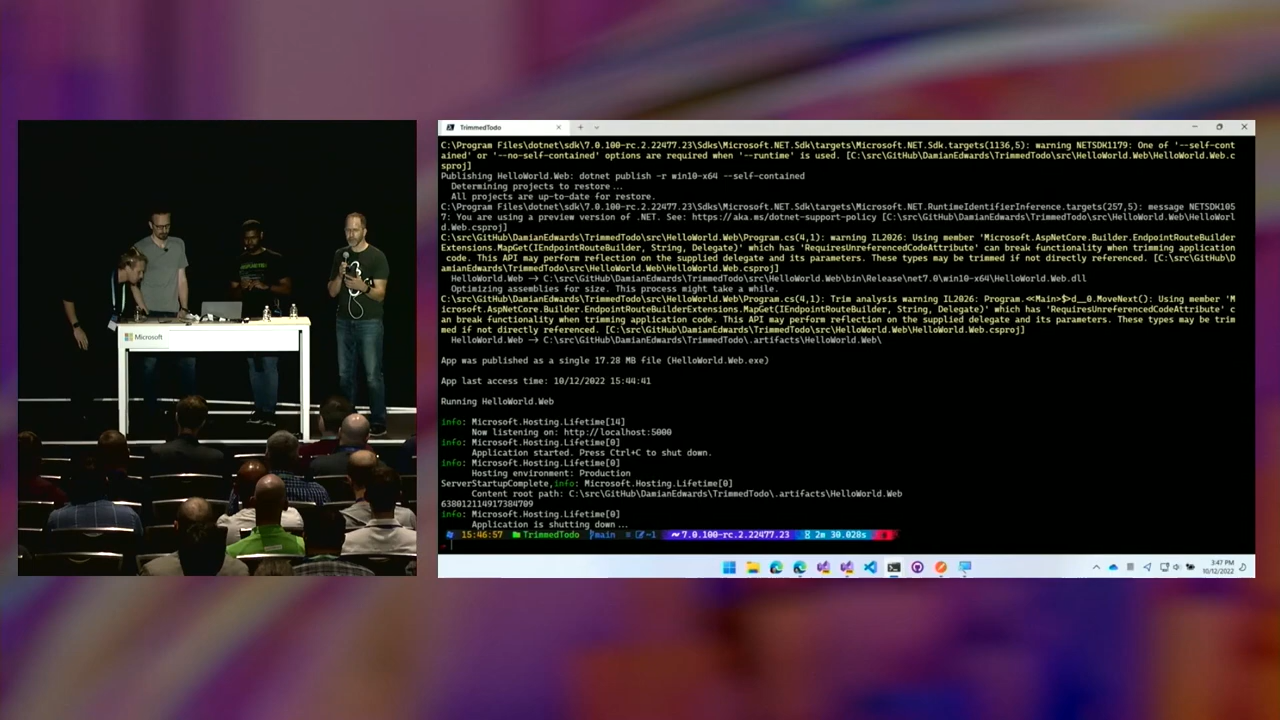 Microsoft
TrimmedTodo
C:\Program Files\dotnet\sdk\7.0.100-rc.2.22477.23\Sdks\Microsoft.NET.Sdk\targets\Microsoft.NET.Sdk.targets(1136,5): warning NETSDK1179: One of '--self-cont
ained' or '--no-self-contained' options are required when '--runtime' is used. [C:\src\GitHub\DamianEdwards\TrimmedTodo\src\HelloWorld.Web\HelloWorld.Web.c
sproj]
Publishing HelloWorld.Web: dotnet publish -r win10-x64 --self-contained
Determining projects to restore...
All projects are up-to-date for restore.
C:\Program Files\dotnet\sdk\7.0.100-rc.2.22477.23\Sdks\Microsoft.NET.Sdk\targets\Microsoft.NET.RuntimeIdentifierInference.targets(257,5): message NETSDK105
7: You are using a preview version of .NET. See: https://aka.ms/dotnet-support-policy [C:\src\GitHub\DamianEdwards\TrimmedTodo\src\HelloWorld.Web\HelloWorl
d.Web.csproj]
C:\src\GitHub\DamianEdwards\TrimmedTodo\src\HelloWorld.Web\Program.cs(4,1): warning IL2026: Using member 'Microsoft.AspNetCore.Builder.EndpointRouteBuilder
Extensions.MapGet(IEndpointRouteBuilder, String, Delegate)' which has 'RequiresUnreferencedCodeAttribute' can break functionality when trimming application
code. This API may perform reflection on the supplied delegate and its parameters. These types may be trimmed if not directly referenced. [C:\src\GitHub\D
amianEdwards\TrimmedTodo\src\HelloWorld.Web\HelloWorld.Web.csproj]
HelloWorld.Web -> C:\src\GitHub\DamianEdwards\TrimmedTodo\src\HelloWorld.Web\bin\Release\net7.0\win10-x64\HelloWorld.Web.dll
Optimizing assemblies for size. This process might take a while.
C:\src\GitHub\DamianEdwards\TrimmedTodo\src\HelloWorld.Web\Program.cs(4,1): Trim analysis warning IL2026: Program.<<Main>$>d__0.MoveNext(): Using member 'M
icrosoft.AspNetCore.Builder.EndpointRouteBuilderExtensions.MapGet(IEndpointRouteBuilder, String, Delegate)' which has 'RequiresUnreferencedCodeAttribute' c
an break functionality when trimming application code. This API may perform reflection on the supplied delegate and its parameters. These types may be trim
med if not directly referenced. [C:\src\GitHub\DamianEdwards\TrimmedTodo\src\HelloWorld.Web\HelloWorld.Web.csproj]
HelloWorld.Web -> C:\src\GitHub\DamianEdwards\TrimmedTodo\.artifacts\HelloWorld.Web\
App was published as a single 17.28 MB file (HelloWorld.Web.exe)
App last access time: 10/12/2022 15:44:41
Running HelloWorld.Web
info: Microsoft.Hosting.Lifetime[14]
Now listening on: http://localhost:5000
info: Microsoft.Hosting.Lifetime[0]
Application started. Press Ctrl+C to shut down.
info: Microsoft.Hosting.Lifetime[0]
Hosting environment: Production
ServerStartupComplete,info: Microsoft.Hosting.Lifetime[0]
Content root path: C:\src\GitHub\DamianEdwards\TrimmedTodo\.artifacts\HelloWorld.Web
638012114917384709
info: Microsoft.Hosting.Lifetime[0]
Application is shutting down...
15:46:57 TrimmedTodo main ≡ ~1 7.0.100-rc.2.22477.23 2m 30.028s
3:47 PM
10/12/2022